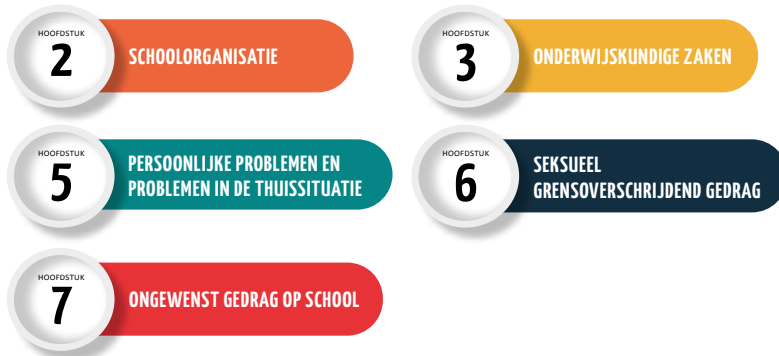 HOOFDSTUK
2
SCHOOLORGANISATIE
HOOFDSTUK
3
ONDERWIJSKUNDIGE ZAKEN
HOOFDSTUK
5
PERSOONLIJKE PROBLEMEN EN
PROBLEMEN IN DE THUISSITUATIE
HOOFDSTUK
6
SEKSUEEL
GRENSOVERSCHRIJDEND GEDRAG
HOOFDSTUK
7
ONGEWENST GEDRAG OP SCHOOL